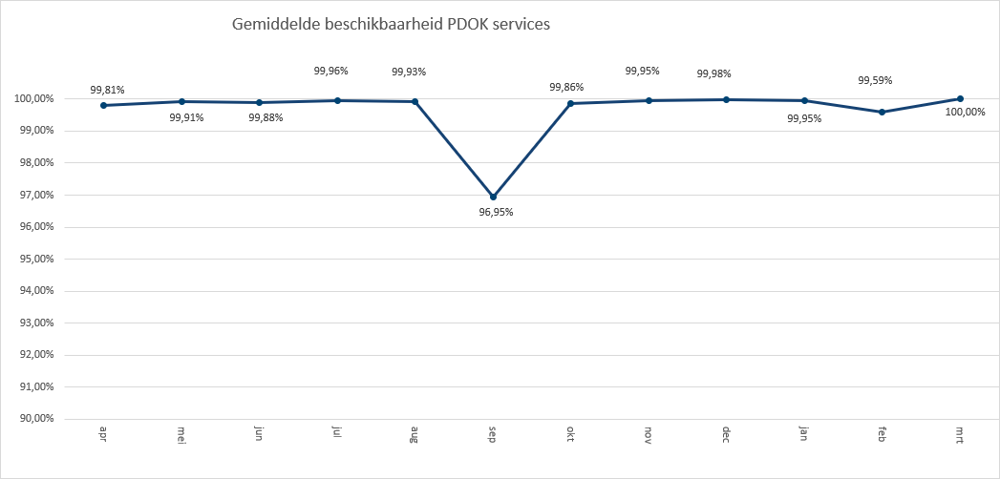 Gemiddelde beschikbaarheid PDOK services
99,81%
99,91%
99,88%
99,96%
99,93%
96,95%
99,86%
99,95%
99,98%
99,95%
99,59%
100,00%
100,00%
99,00%
98,00%
97,00%
96,00%
95,00%
94,00%
93,00%
92,00%
91,00%
90,00%
apr
mei
jun
jul
aug
sep
okt
nov
dec
jan
feb
mrt